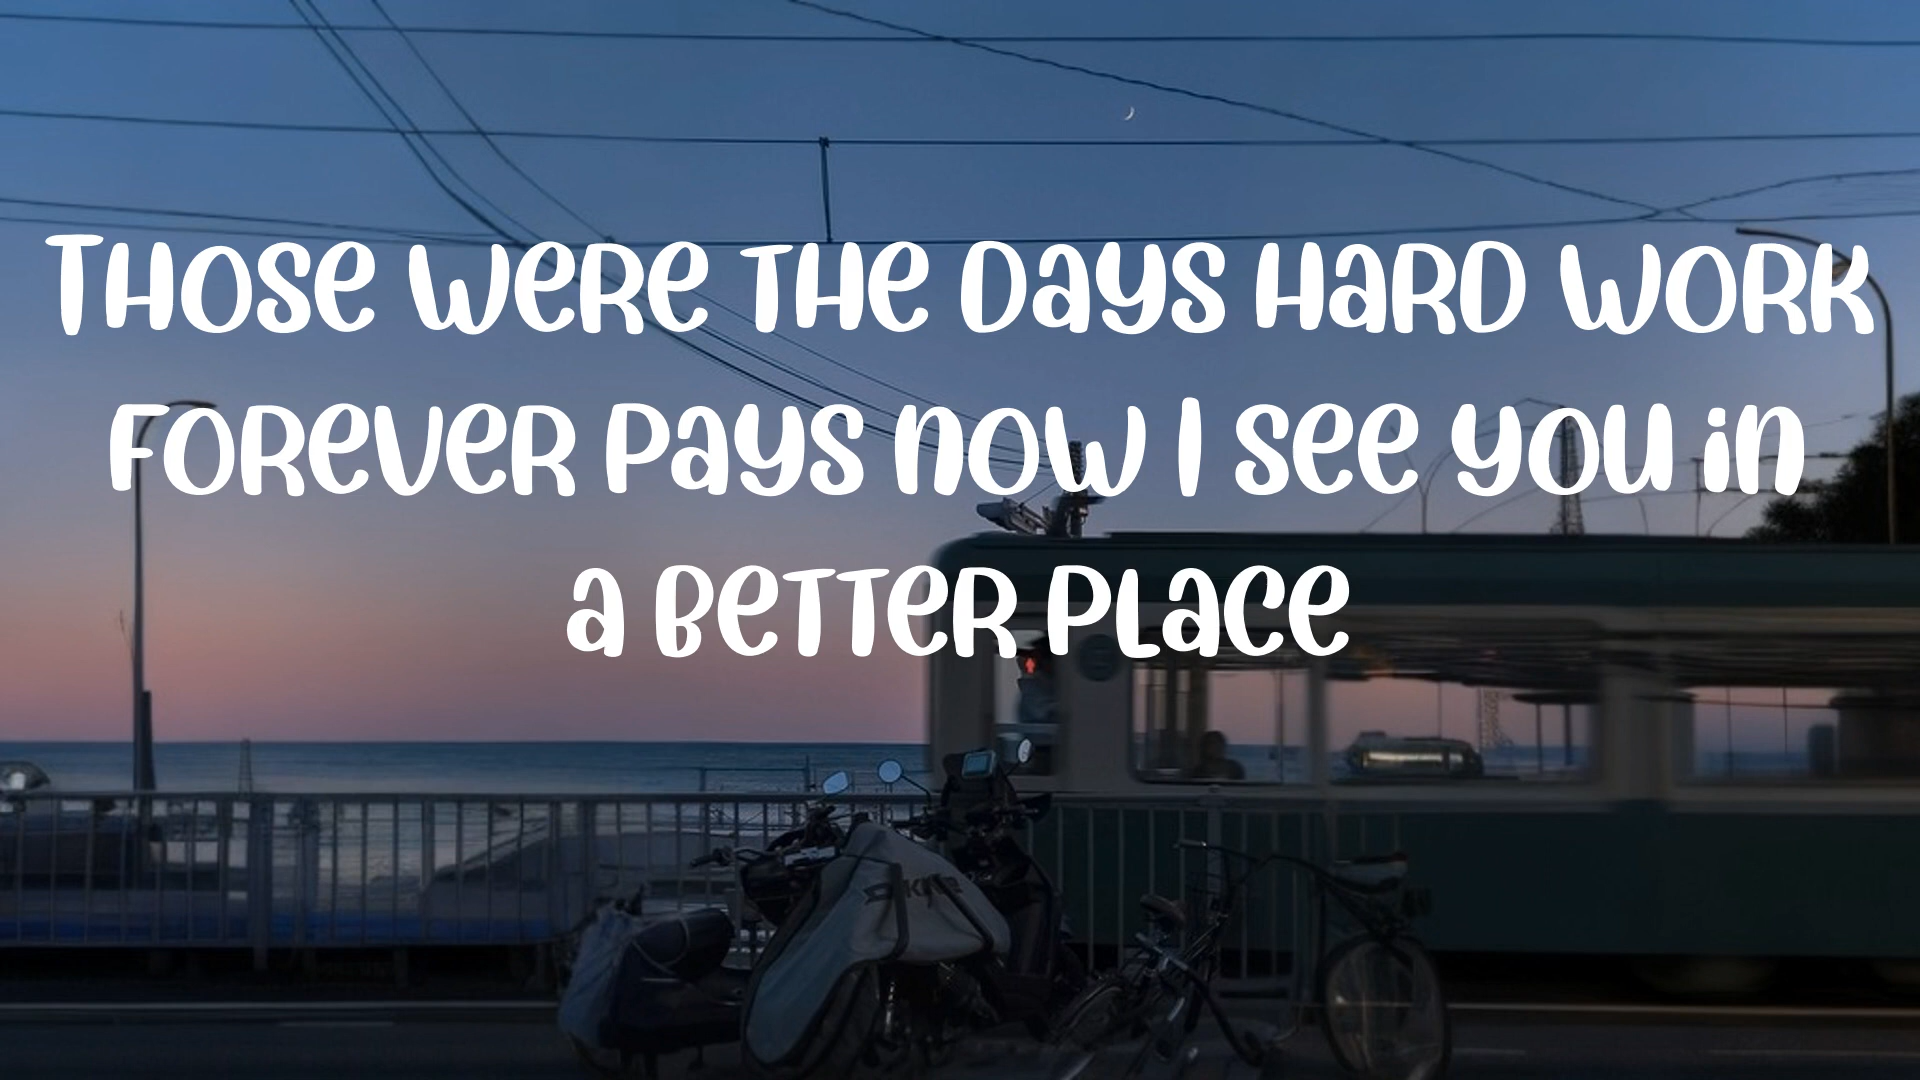 Those were the days hard work
forever pays now I see you in
a better place